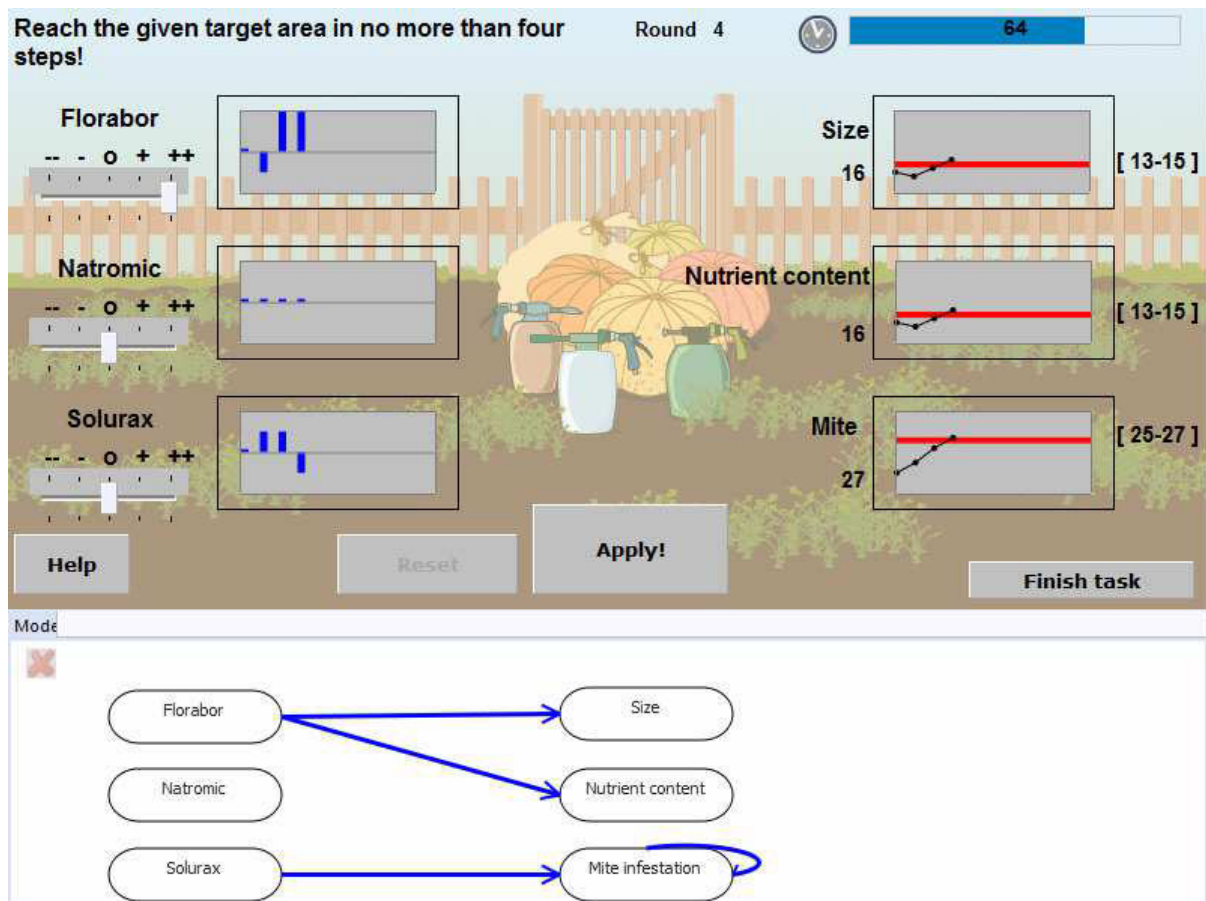 Reach the given target area in no more than four
steps!
Round 4
64
Florabor
-- - o + ++
Size
16
[ 13-15 ]
Natromic
-- - o + ++
Nutrient content
16
[ 13-15 ]
Solurax
-- - o + ++
Mite
27
[ 25-27 ]
Help
Reset
Apply!
Finish task
Mode
Florabor
Size
Natromic
Nutrient content
Solurax
Mite infestation